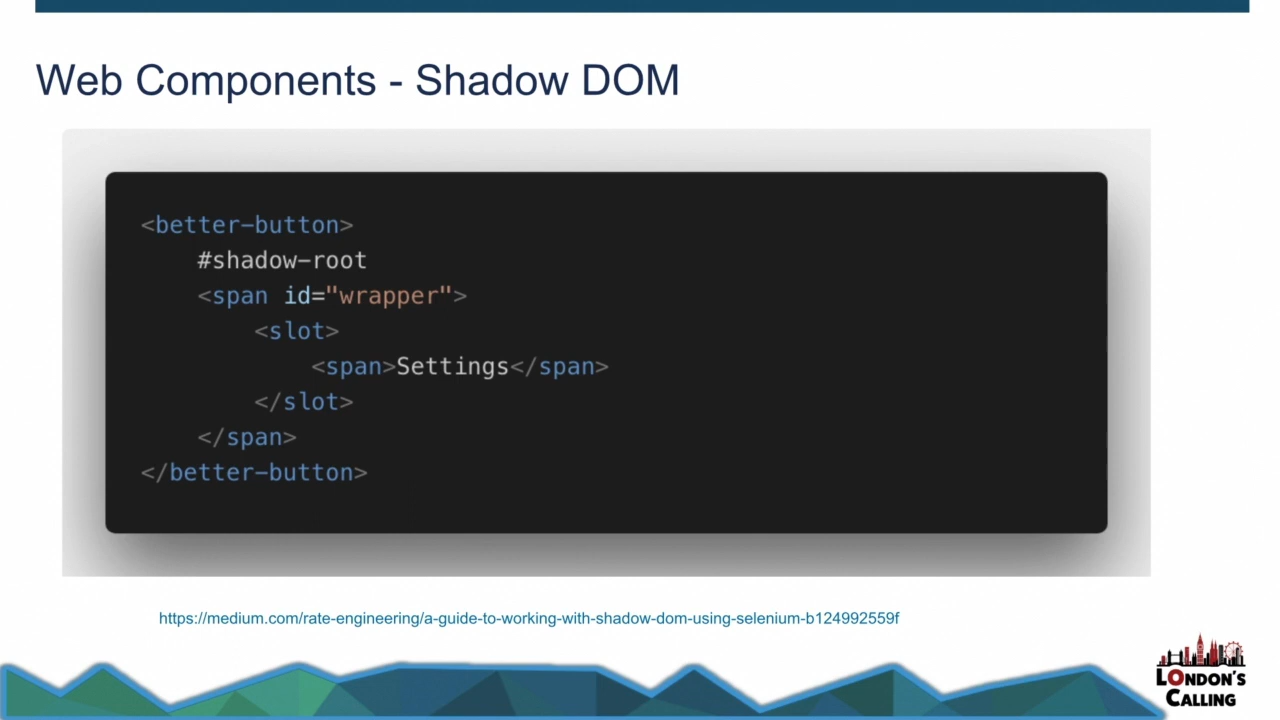 Web Components - Shadow DOM
<better-button>
    #shadow-root
    <span id="wrapper">
        <slot>
            <span>Settings</span>
        </slot>
    </span>
</better-button>
https://medium.com/rate-engineering/a-guide-to-working-with-shadow-dom-using-selenium-b124992559f
LONDON'S
CALLING